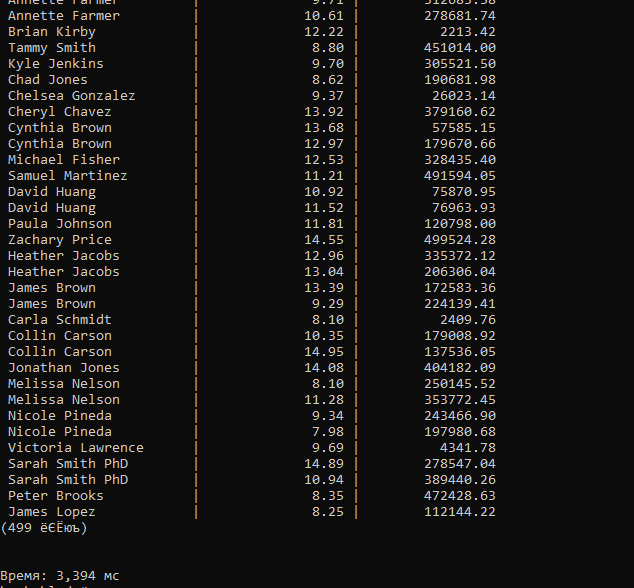 Annette Farmer | 9.71 | 312685.58
Annette Farmer | 10.61 | 278681.74
Brian Kirby | 12.22 | 2213.42
Tammy Smith | 8.80 | 451014.00
Kyle Jenkins | 9.70 | 305521.50
Chad Jones | 8.62 | 190681.98
Chelsea Gonzalez | 9.37 | 26023.14
Cheryl Chavez | 13.92 | 379160.62
Cynthia Brown | 13.68 | 57585.15
Cynthia Brown | 12.97 | 179670.66
Michael Fisher | 12.53 | 328435.40
Samuel Martinez | 11.21 | 491594.05
David Huang | 10.92 | 75870.95
David Huang | 11.52 | 76963.93
Paula Johnson | 11.81 | 120798.00
Zachary Price | 14.55 | 499524.28
Heather Jacobs | 12.96 | 335372.12
Heather Jacobs | 13.04 | 206306.04
James Brown | 13.39 | 172583.36
James Brown | 9.29 | 224139.41
Carla Schmidt | 8.10 | 2409.76
Collin Carson | 10.35 | 179008.92
Collin Carson | 14.95 | 137536.05
Jonathan Jones | 14.08 | 404182.09
Melissa Nelson | 8.10 | 250145.52
Melissa Nelson | 11.28 | 353772.45
Nicole Pineda | 9.34 | 243466.90
Nicole Pineda | 7.98 | 197980.68
Victoria Lawrence | 9.69 | 4341.78
Sarah Smith PhD | 14.89 | 278547.04
Sarah Smith PhD | 10.94 | 389440.26
Peter Brooks | 8.35 | 472428.63
James Lopez | 8.25 | 112144.22
(499 ёЄЁюъ)
Время: 3,394 мс